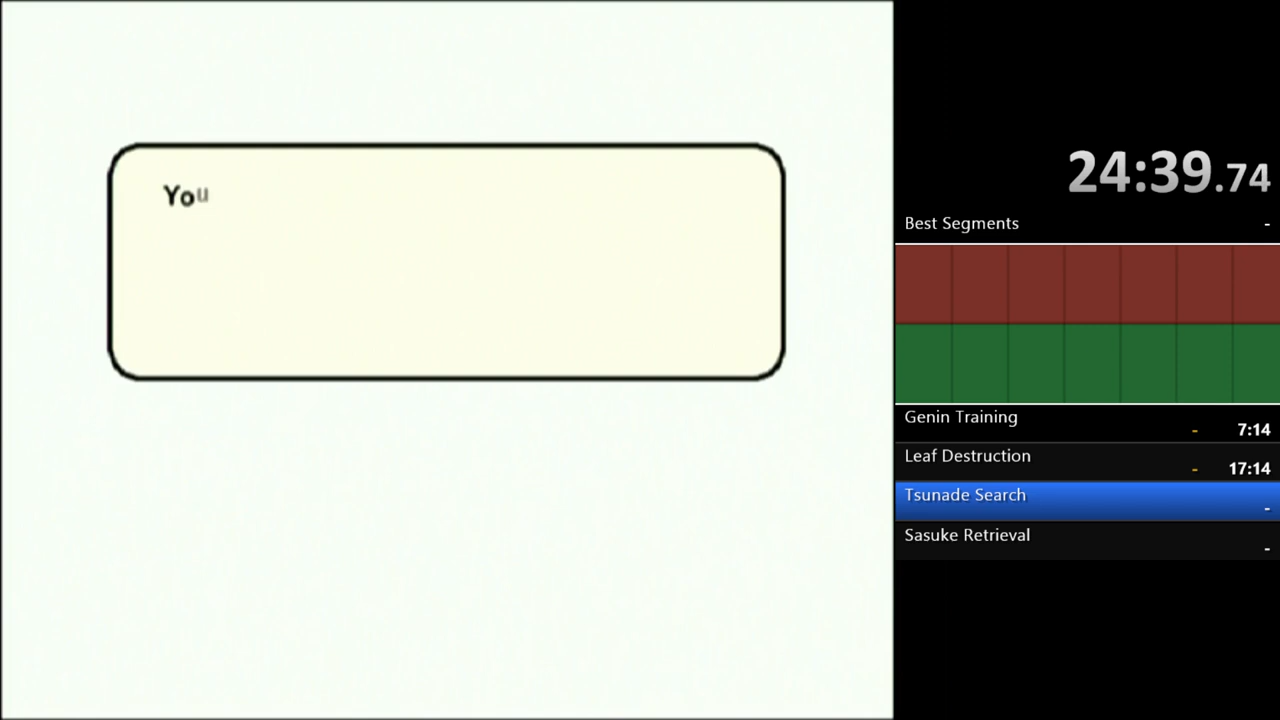 You
24:39.74
Best Segments -
Genin Training - 7:14
Leaf Destruction - 17:14
Tsunade Search -
Sasuke Retrieval -